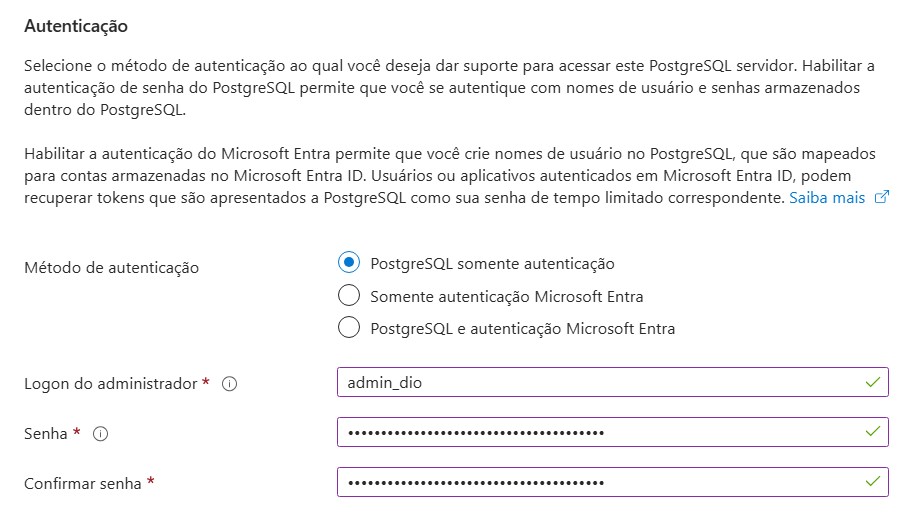 Autenticação
Selecione o método de autenticação ao qual você deseja dar suporte para acessar este PostgreSQL servidor. Habilitar a
autenticação de senha do PostgreSQL permite que você se autentique com nomes de usuário e senhas armazenados
dentro do PostgreSQL.
Habilitar a autenticação do Microsoft Entra permite que você crie nomes de usuário no PostgreSQL, que são mapeados
para contas armazenadas no Microsoft Entra ID. Usuários ou aplicativos autenticados em Microsoft Entra ID, podem
recuperar tokens que são apresentados a PostgreSQL como sua senha de tempo limitado correspondente. Saiba mais
Método de autenticação
PostgreSQL somente autenticação
Somente autenticação Microsoft Entra
PostgreSQL e autenticação Microsoft Entra
Logon do administrador * admin_dio
Senha * •••••••••••••••••••••••••••••••••••••••
Confirmar senha * •••••••••••••••••••••••••••••••••••••••